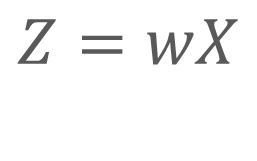 Z = wX